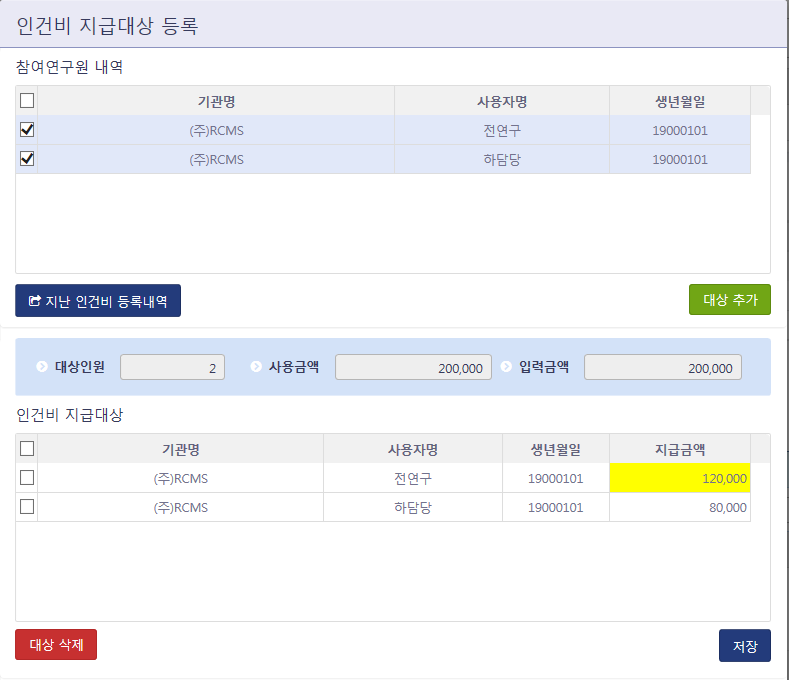 인건비 지급대상 등록
참여연구원 내역
기관명 사용자명 생년월일
(주)RCMS 전연구 19000101
(주)RCMS 하담당 19000101
지난 인건비 등록내역 대상 추가
대상인원 2 사용금액 200,000 입력금액 200,000
인건비 지급대상
기관명 사용자명 생년월일 지급금액
(주)RCMS 전연구 19000101 120,000
(주)RCMS 하담당 19000101 80,000
대상 삭제 저장